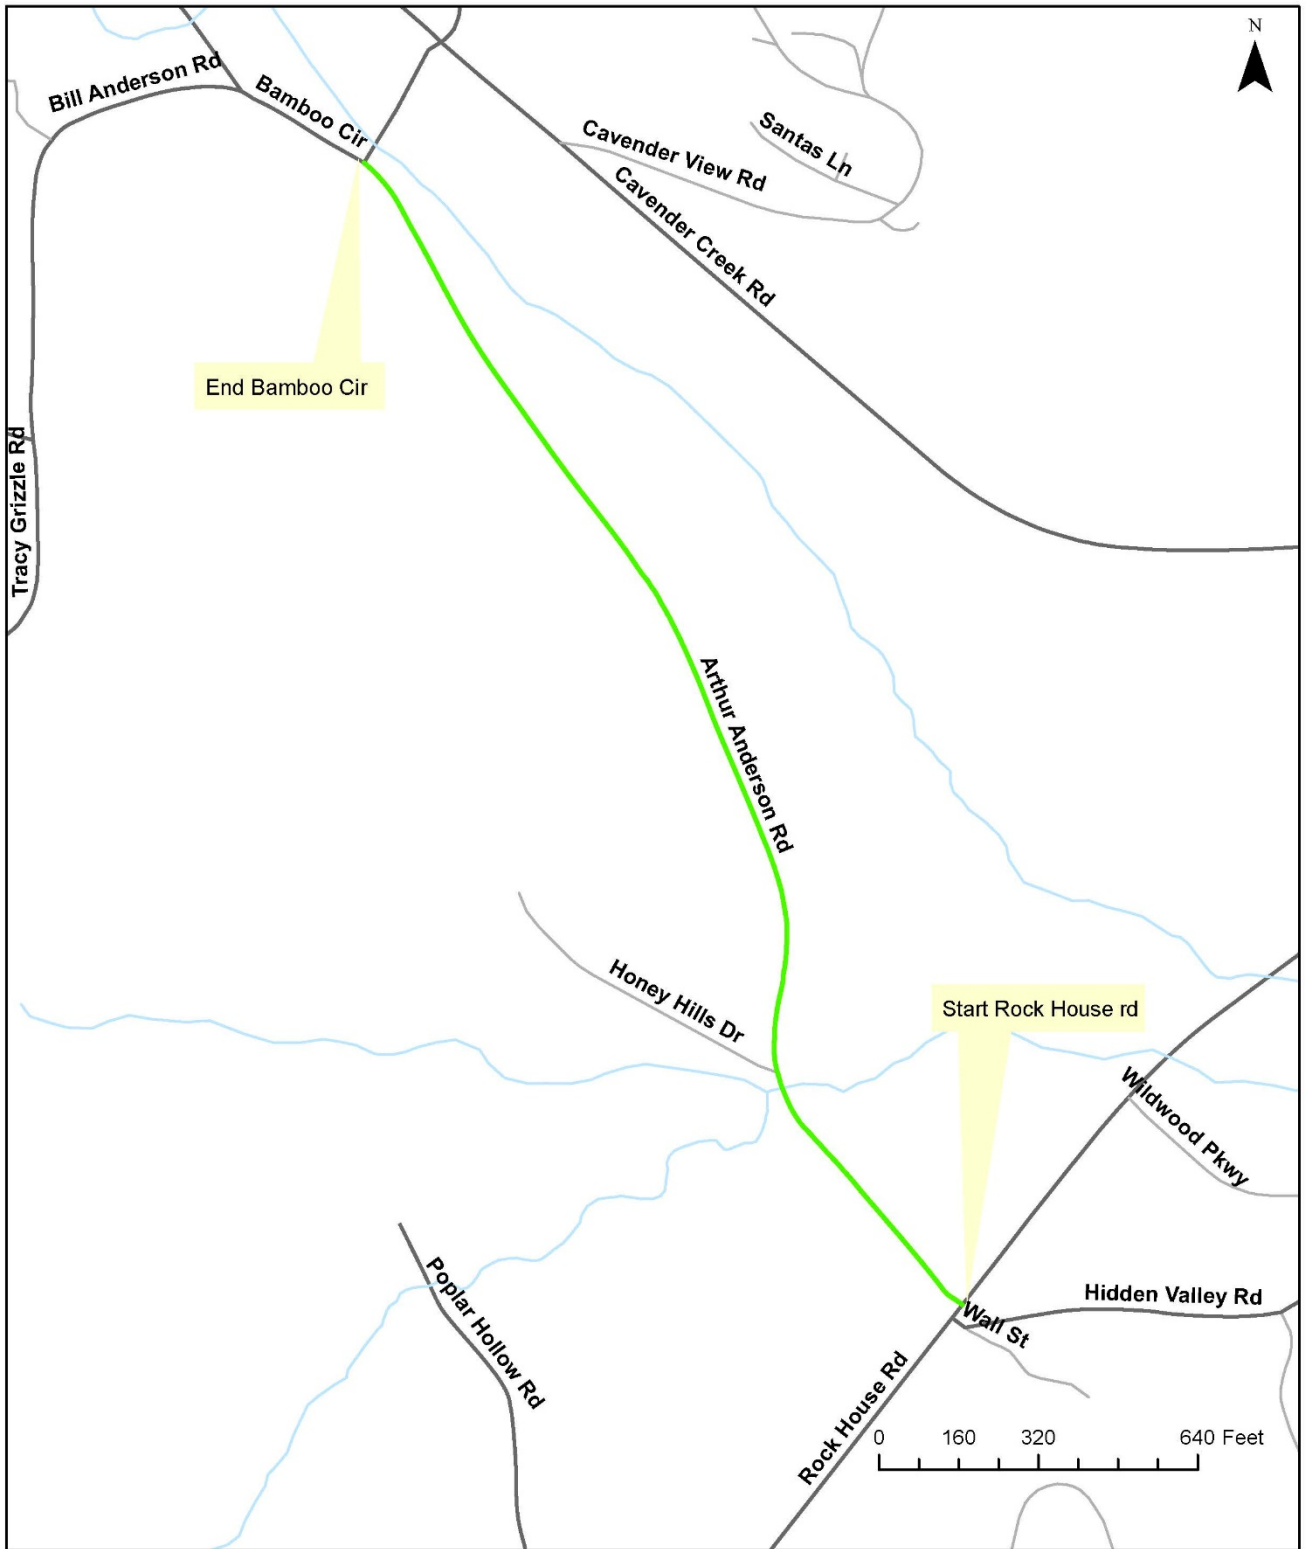 N
Bill Anderson Rd
Bamboo Cir
Cavender View Rd
Santas Ln
Cavender Creek Rd
End Bamboo Cir
Tracy Grizzle Rd
Arthur Anderson Rd
Honey Hills Dr
Start Rock House rd
Wildwood Pkwy
Poplar Hollow Rd
Hidden Valley Rd
Wall St
Rock House Rd
0 160 320 640 Feet